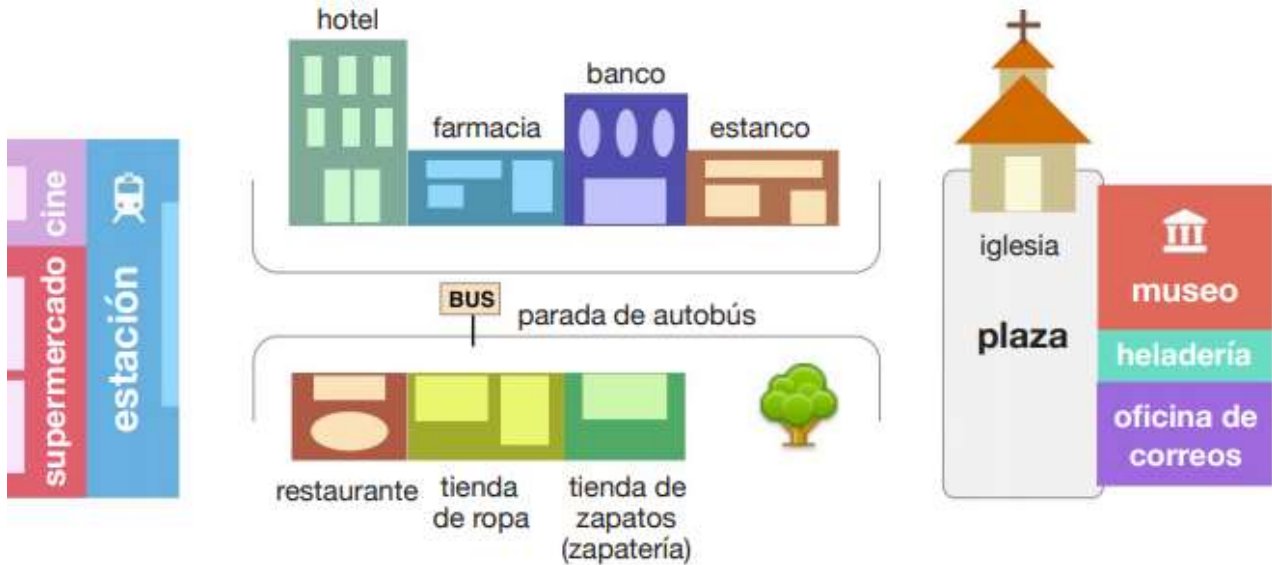 hotel
banco
farmacia
estanco
cine
supermercado
estación
iglesia
museo
plaza
heladería
oficina de
correos
BUS
parada de autobús
restaurante
tienda
de ropa
tienda de
zapatos
(zapatería)